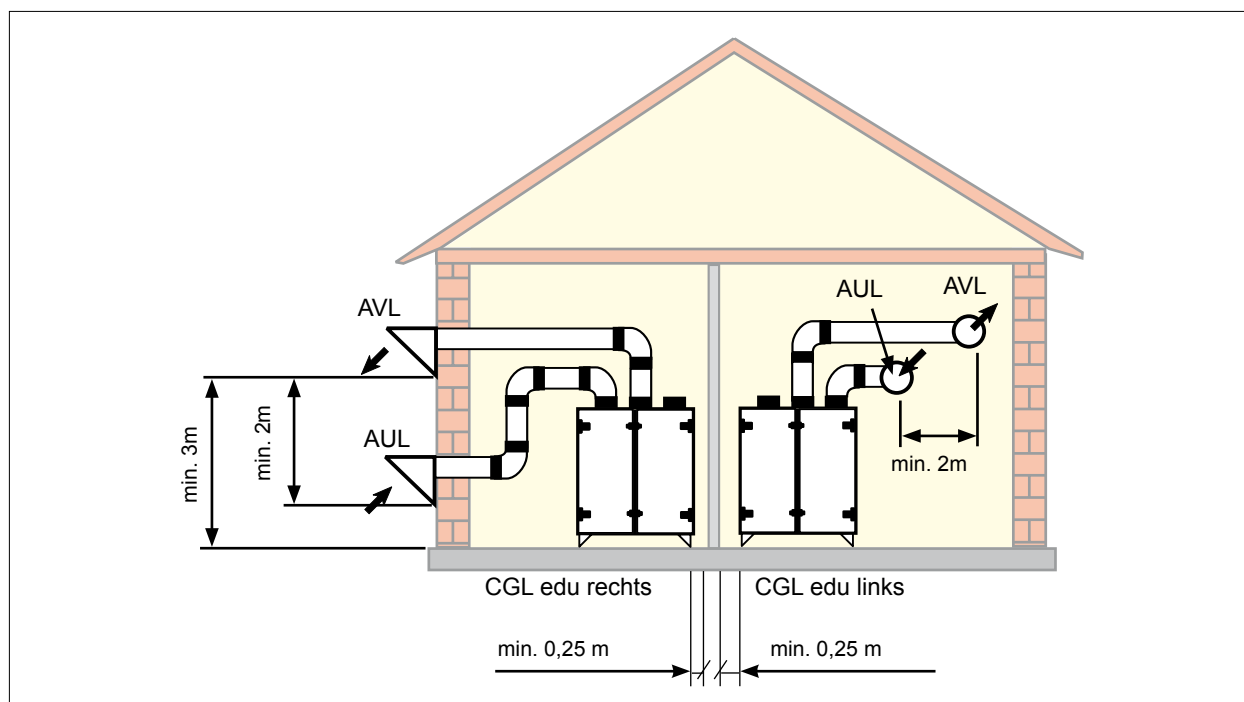 AVL
AUL
min. 3m
min. 2m
AUL
AVL
min. 2m
CGL edu rechts
CGL edu links
min. 0,25 m
min. 0,25 m